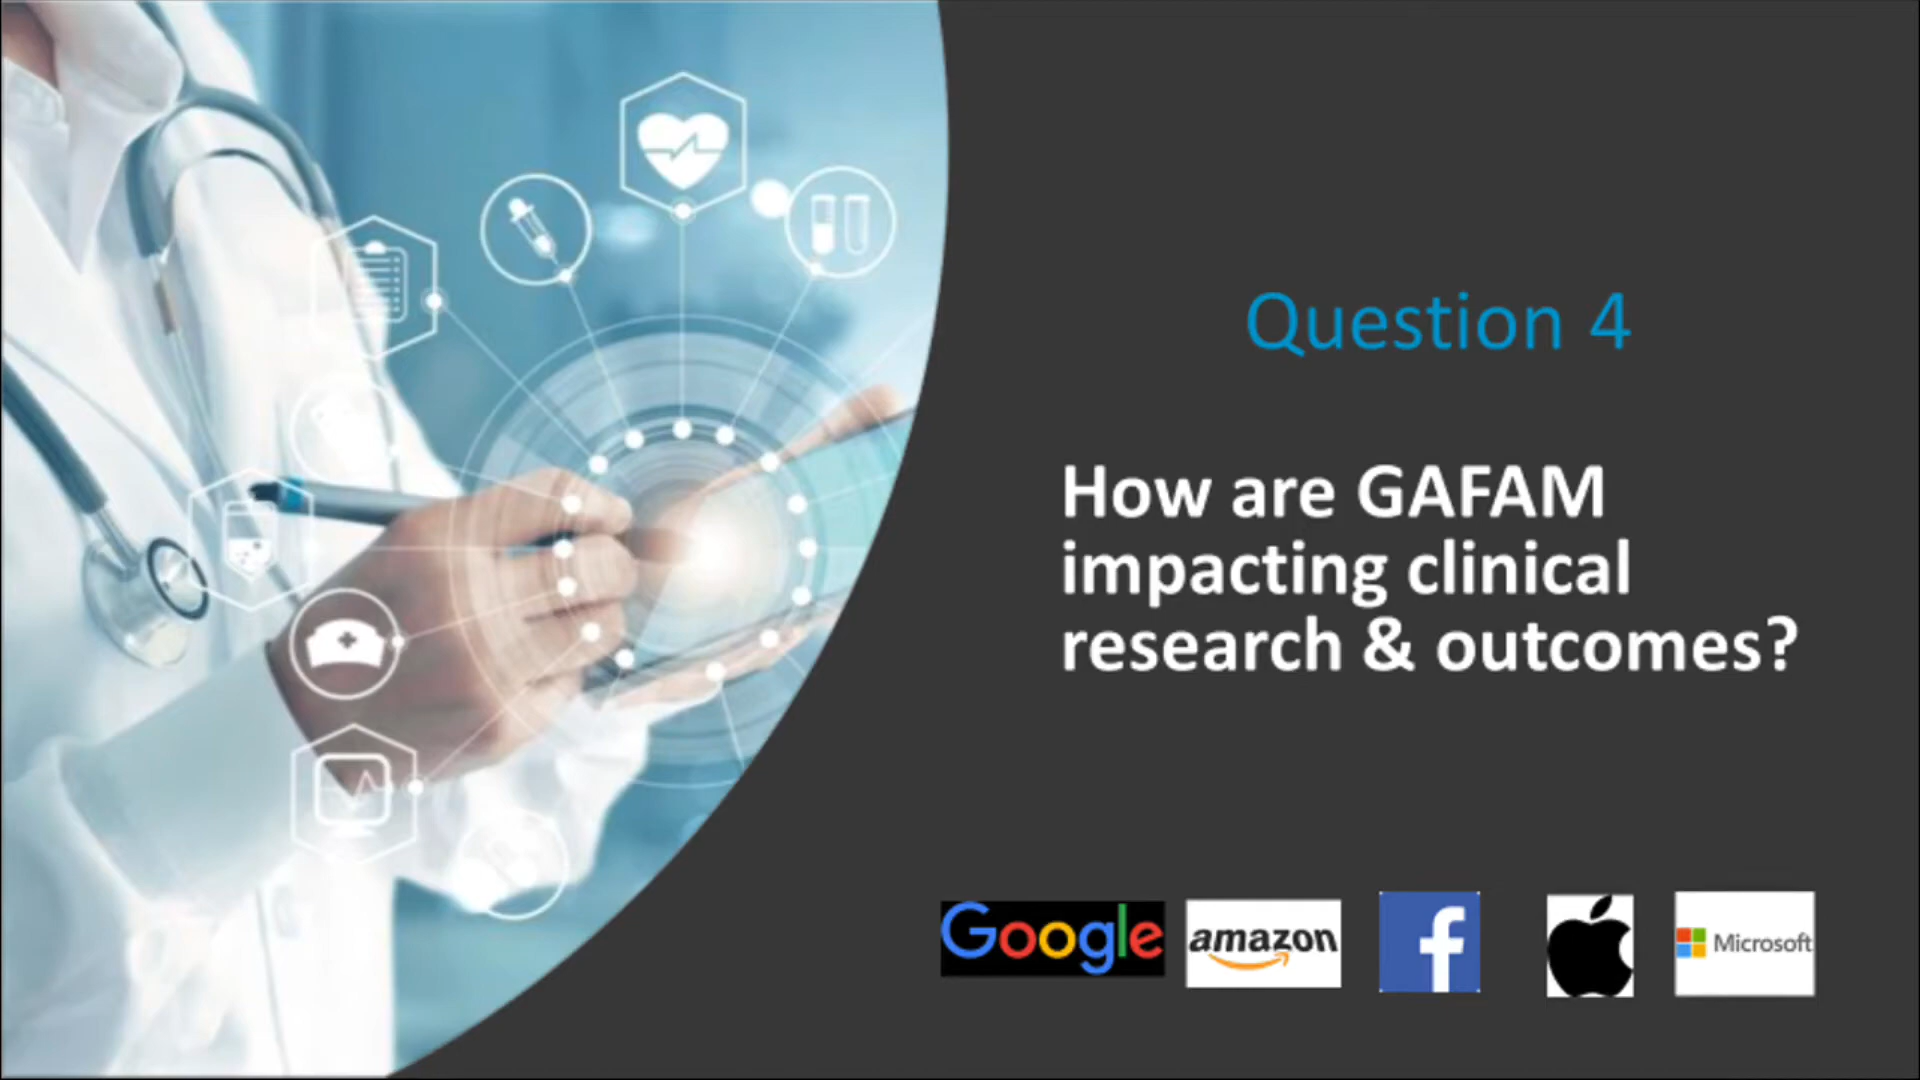 Question 4
How are GAFAM
impacting clinical
research & outcomes?
Google
amazon
f
Microsoft